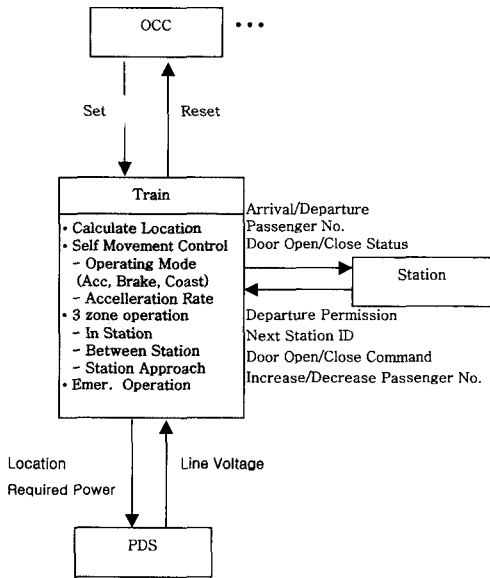 OCC
• • •
Set
Reset
Train
• Calculate Location
• Self Movement Control
– Operating Mode
(Acc, Brake, Coast)
– Accelleration Rate
• 3 zone operation
– In Station
– Between Station
– Station Approach
• Emer. Operation
Arrival/Departure
Passenger No.
Door Open/Close Status
Station
Departure Permission
Next Station ID
Door Open/Close Command
Increase/Decrease Passenger No.
Location
Required Power
Line Voltage
PDS